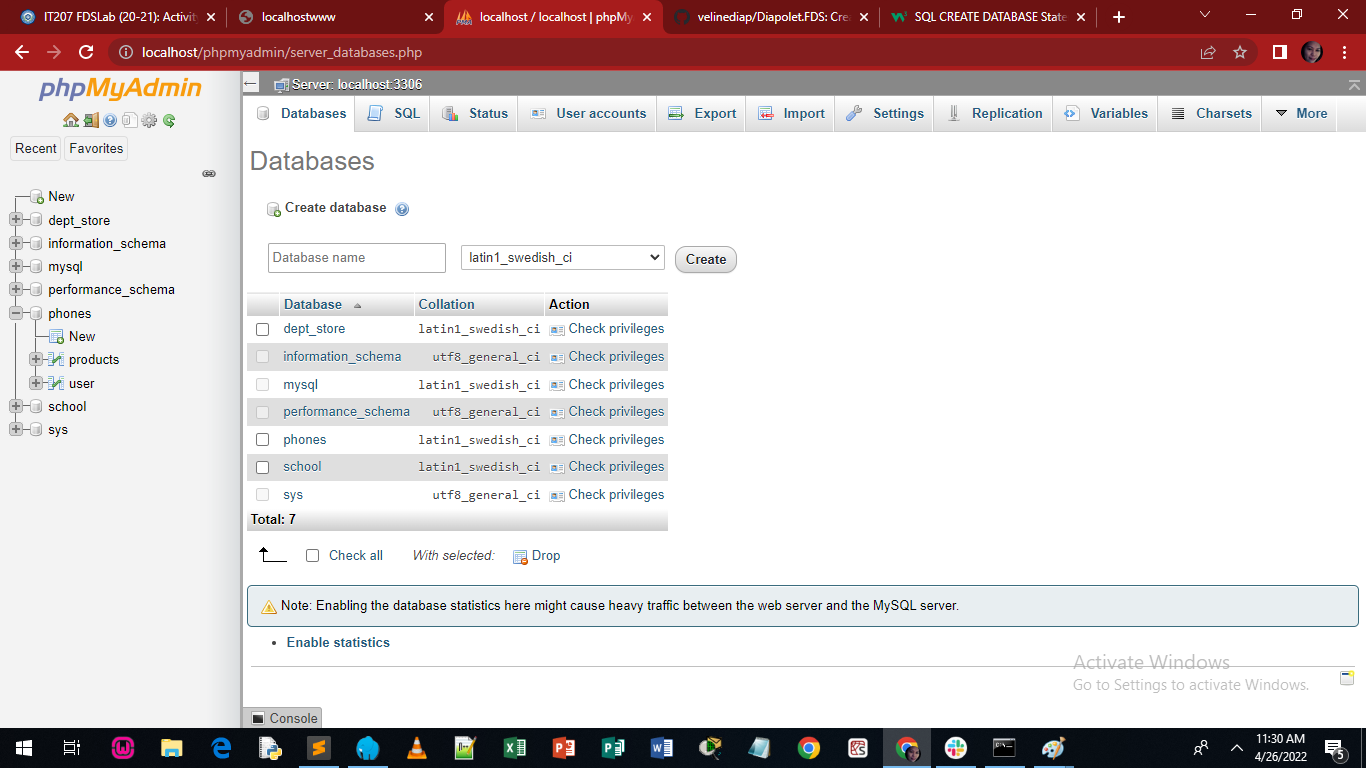 IT207 FDSLab (20-21): Activity
localhostwww
localhost / localhost | phpMy
velinediap/Diapolet.FDS: Crea
SQL CREATE DATABASE State
localhost/phpmyadmin/server_databases.php
phpMyAdmin
Recent
Favorites
New
dept_store
information_schema
mysql
performance_schema
phones
New
products
user
school
sys
Server: localhost:3306
Databases
SQL
Status
User accounts
Export
Import
Settings
Replication
Variables
Charsets
More
Databases
Create database
Database name
latin1_swedish_ci
Create
Database Collation Action
dept_store latin1_swedish_ci Check privileges
information_schema utf8_general_ci Check privileges
mysql latin1_swedish_ci Check privileges
performance_schema utf8_general_ci Check privileges
phones latin1_swedish_ci Check privileges
school latin1_swedish_ci Check privileges
sys utf8_general_ci Check privileges
Total: 7
Check all With selected: Drop
Note: Enabling the database statistics here might cause heavy traffic between the web server and the MySQL server.
Enable statistics
Activate Windows
Go to Settings to activate Windows.
Console
11:30 AM
4/26/2022
5